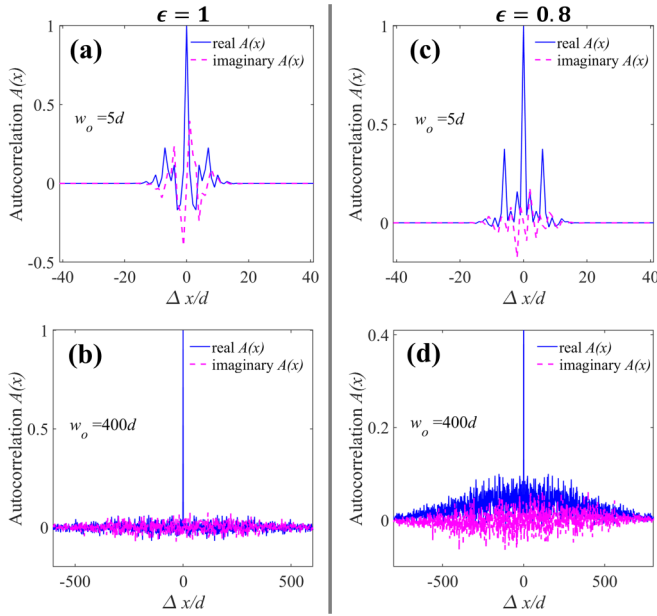 ϵ = 1
(a)
real A(x)
imaginary A(x)
w_o =5d
Autocorrelation A(x)
1
0.5
0
-0.5
-40 -20 0 20 40
Δ x/d
(b)
real A(x)
imaginary A(x)
w_o =400d
Autocorrelation A(x)
1
0.5
0
-500 0 500
Δ x/d
ϵ = 0.8
(c)
real A(x)
imaginary A(x)
w_o =5d
Autocorrelation A(x)
1
0.5
0
-40 -20 0 20 40
Δ x/d
(d)
real A(x)
imaginary A(x)
w_o =400d
Autocorrelation A(x)
0.4
0.2
0
-500 0 500
Δ x/d